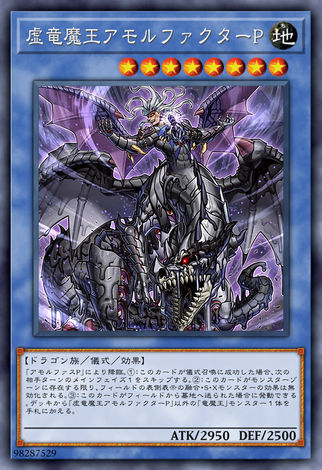 虚竜魔王アモルファクターP
地
【ドラゴン族／儀式／効果】
「アモルファスP」により降臨。①：このカードが儀式召喚に成功した場合、次の
相手ターンのメインフェイズ１をスキップする。②：このカードがモンスターゾー
ンに存在する限り、フィールドの表側表示の融合・S・Xモンスターの効果は無
効化される。③：このカードがフィールドから墓地へ送られた場合に発動でき
る。デッキから「虚竜魔王アモルファクターP」以外の「竜魔王」モンスター１体を
手札に加える。
ATK/2950 DEF/2500
98287529